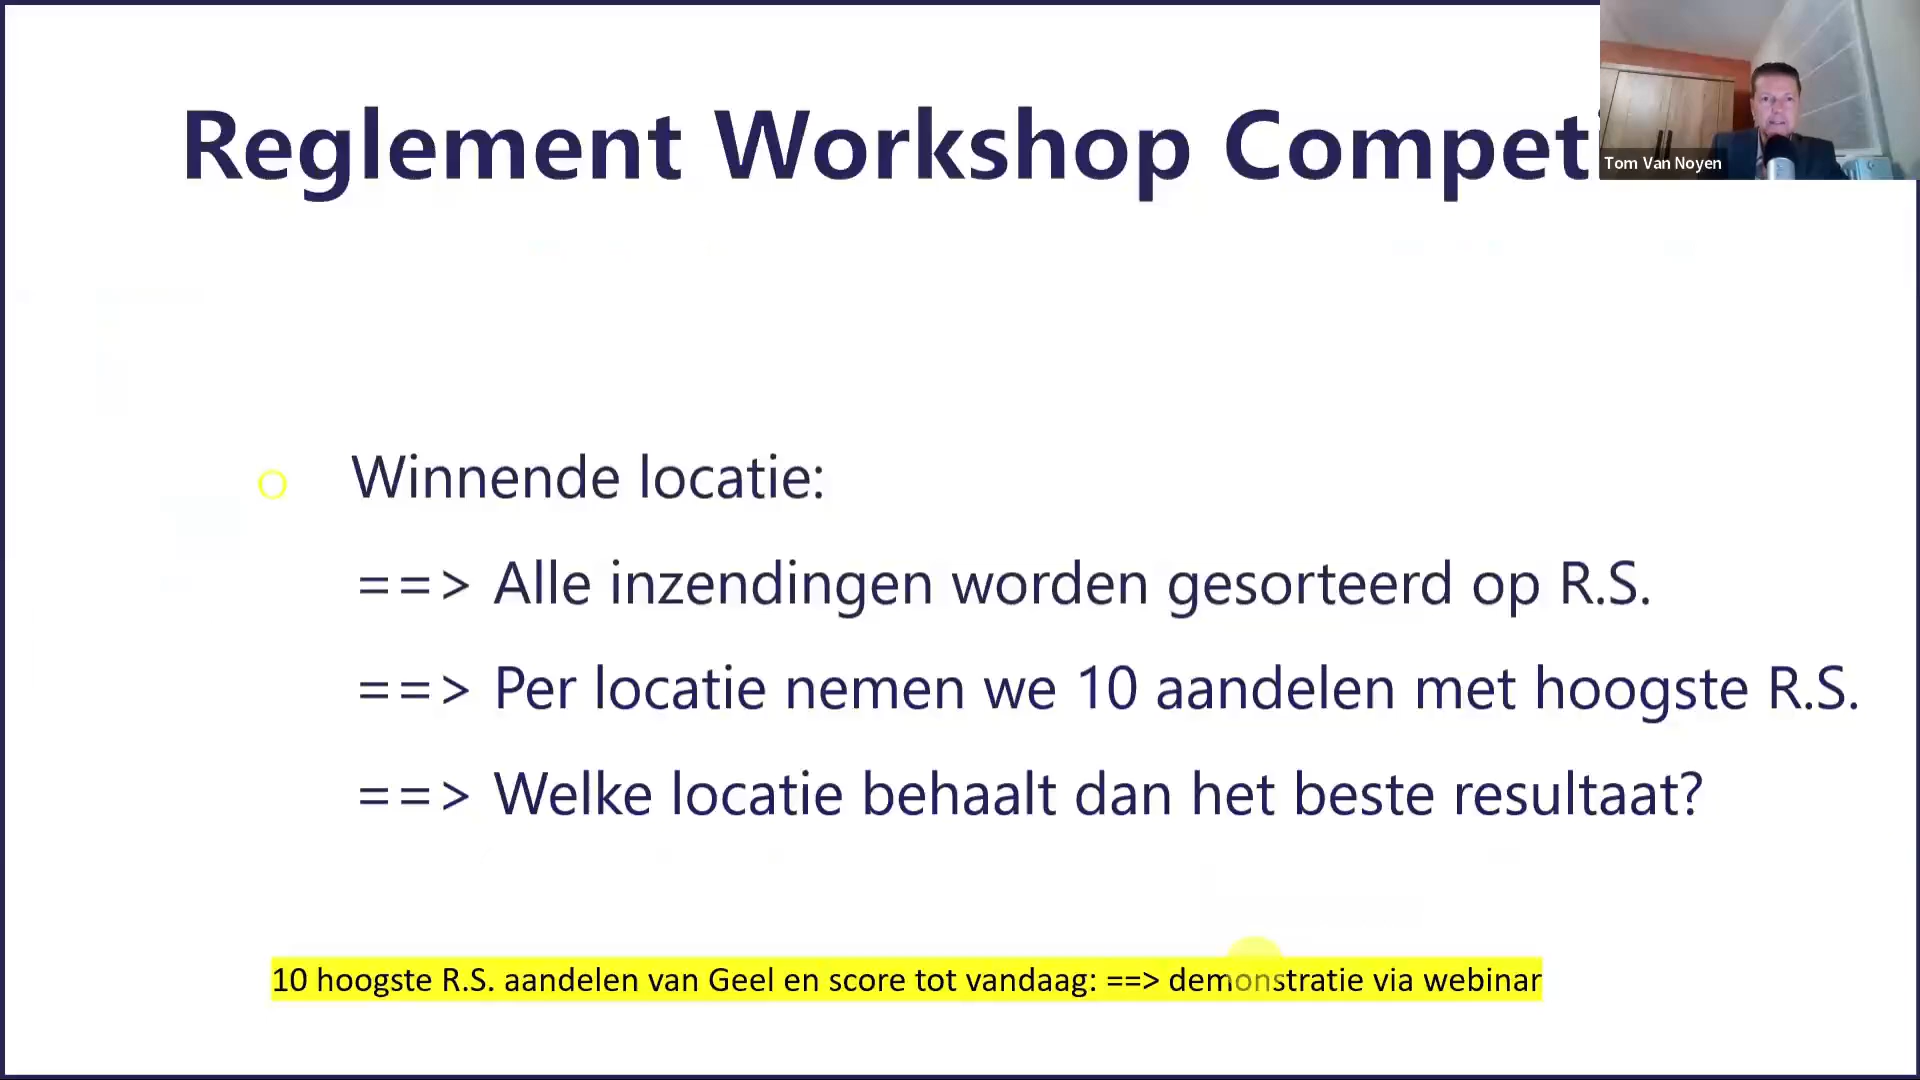 Reglement Workshop Competi
Tom Van Noyen
o Winnende locatie:
==> Alle inzendingen worden gesorteerd op R.S.
==> Per locatie nemen we 10 aandelen met hoogste R.S.
==> Welke locatie behaalt dan het beste resultaat?
10 hoogste R.S. aandelen van Geel en score tot vandaag: ==> demonstratie via webinar